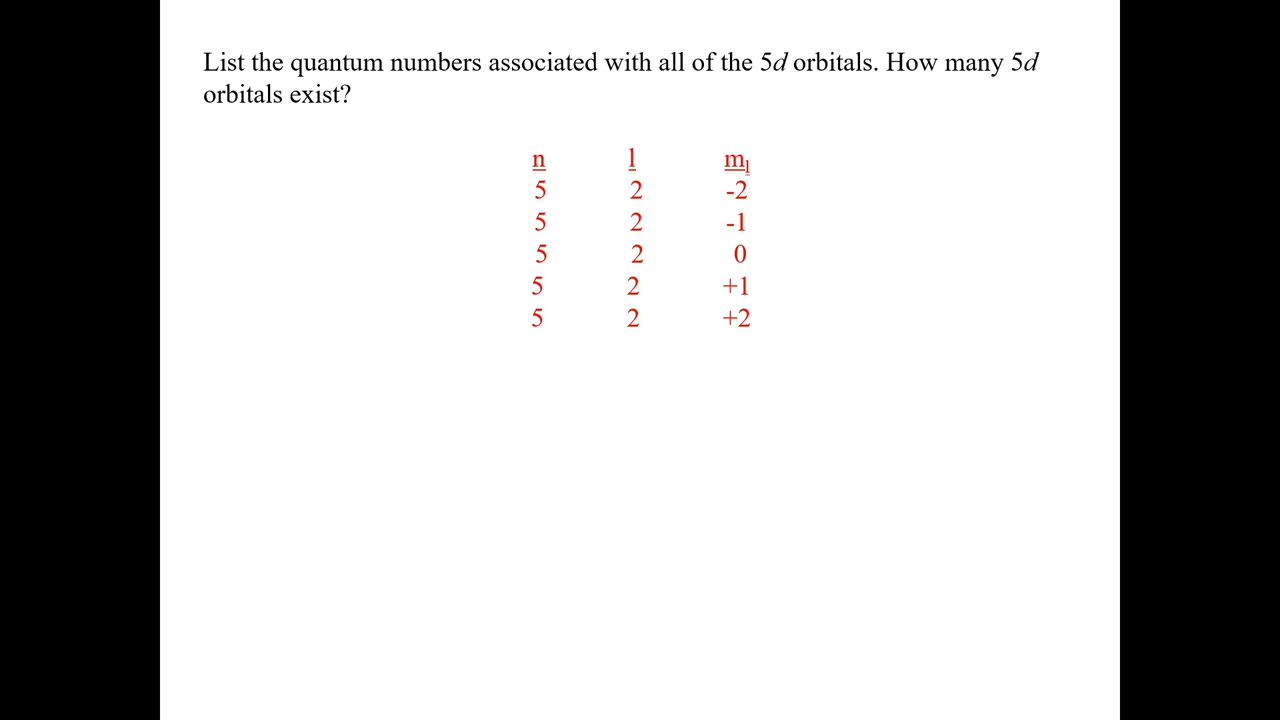 List the quantum numbers associated with all of the 5d orbitals. How many 5d
orbitals exist?
n l ml
5 2 -2
5 2 -1
5 2 0
5 2 +1
5 2 +2